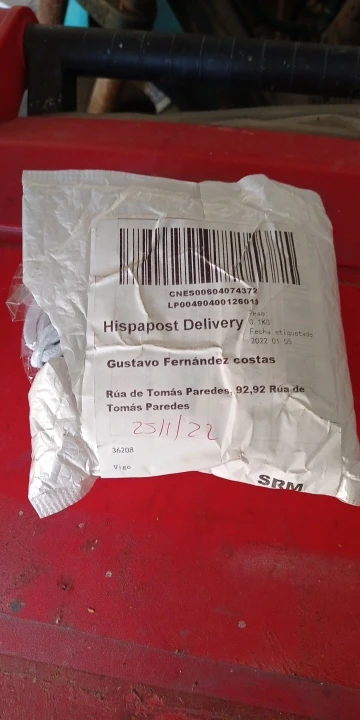 CNES00604074372
LP00490400126011
Hispapost Delivery
Peso
0.1KG
Fecha etiquetado
2022 01 05
Gustavo Fernández costas
Rúa de Tomás Paredes, 92,92 Rúa de
Tomás Paredes
25/1/22
36208
Vigo
SRM